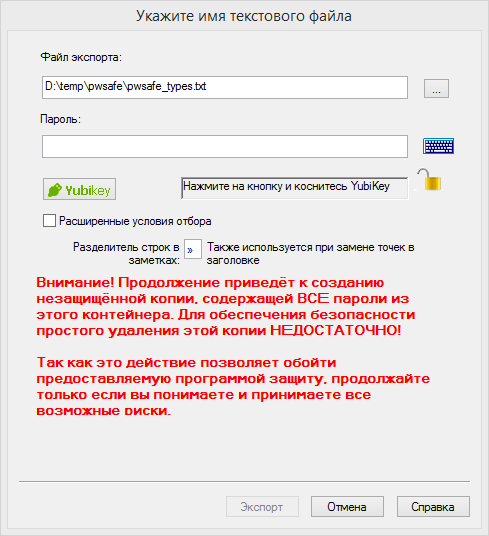 Укажите имя текстового файла
Файл экспорта:
D:\temp\pwsafe\pwsafe_types.txt
...
Пароль:
Yubikey
Нажмите на кнопку и коснитесь YubiKey
Расширенные условия отбора
Разделитель строк в
заметках:
»
Также используется при замене точек в
заголовке
Внимание! Продолжение приведёт к созданию
незащищённой копии, содержащей ВСЕ пароли из
этого контейнера. Для обеспечения безопасности
простого удаления этой копии НЕДОСТАТОЧНО!
Так как это действие позволяет обойти
предоставляемую программой защиту, продолжайте
только если вы понимаете и принимаете все
возможные риски.
Экспорт
Отмена
Справка